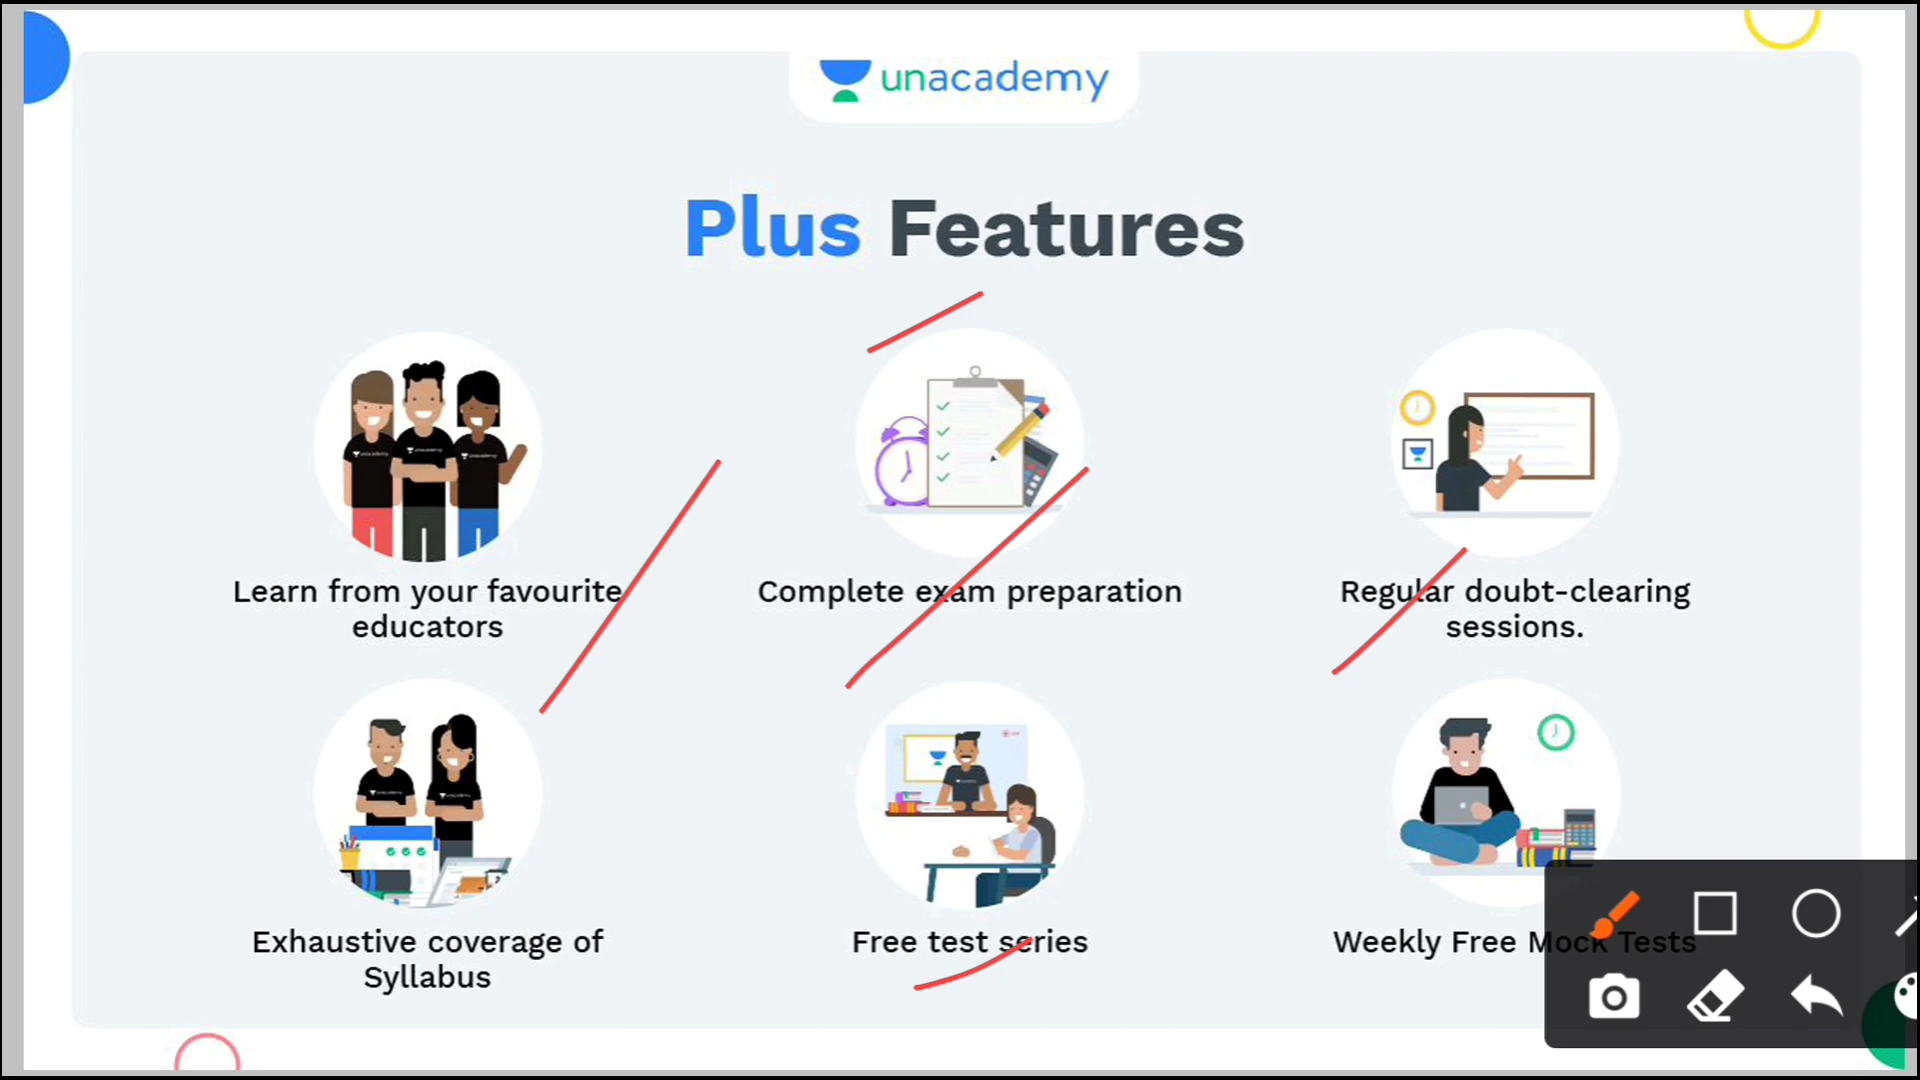 unacademy
Plus Features
Learn from your favourite
educators
Complete exam preparation
Regular doubt-clearing
sessions.
Exhaustive coverage of
Syllabus
Free test series
Weekly Free Mock Tests